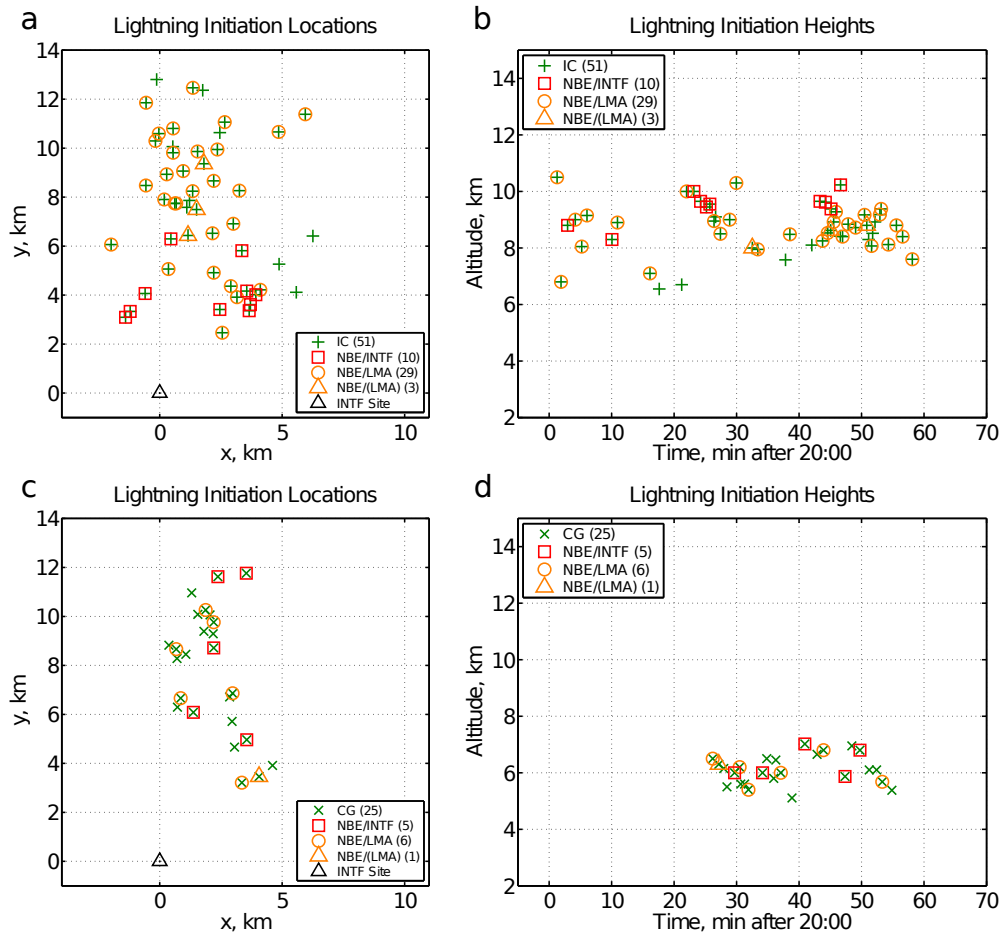 a
Lightning Initiation Locations
14
12
10
8
6
4
2
0
y, km
0
5
10
x, km
IC (51)
NBE/INTF (10)
NBE/LMA (29)
NBE/(LMA) (3)
INTF Site
b
Lightning Initiation Heights
14
12
10
8
6
4
2
Altitude, km
0
10
20
30
40
50
60
70
Time, min after 20:00
IC (51)
NBE/INTF (10)
NBE/LMA (29)
NBE/(LMA) (3)
c
Lightning Initiation Locations
14
12
10
8
6
4
2
0
y, km
0
5
10
x, km
CG (25)
NBE/INTF (5)
NBE/LMA (6)
NBE/(LMA) (1)
INTF Site
d
Lightning Initiation Heights
14
12
10
8
6
4
2
Altitude, km
0
10
20
30
40
50
60
70
Time, min after 20:00
CG (25)
NBE/INTF (5)
NBE/LMA (6)
NBE/(LMA) (1)